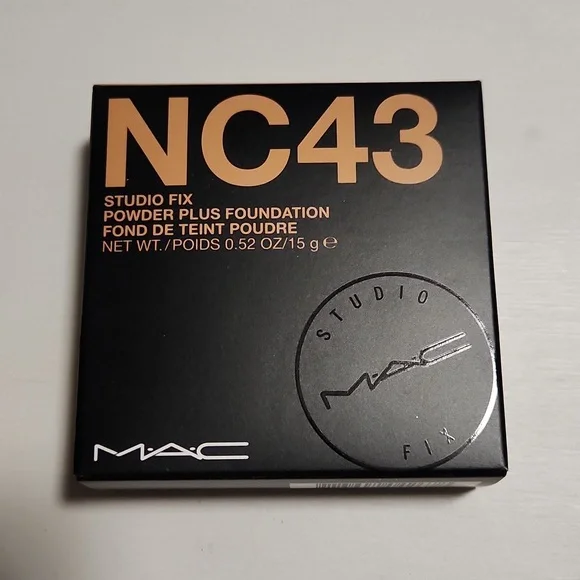 NC43
STUDIO FIX
POWDER PLUS FOUNDATION
FOND DE TEINT POUDRE
NET WT./POIDS 0.52 OZ/15 g ℮
STUDIO
M·A·C
FIX
M·A·C